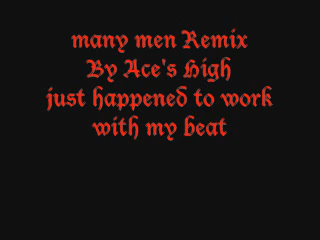 many men Remix
By Ace's High
just happened to work
with my beat